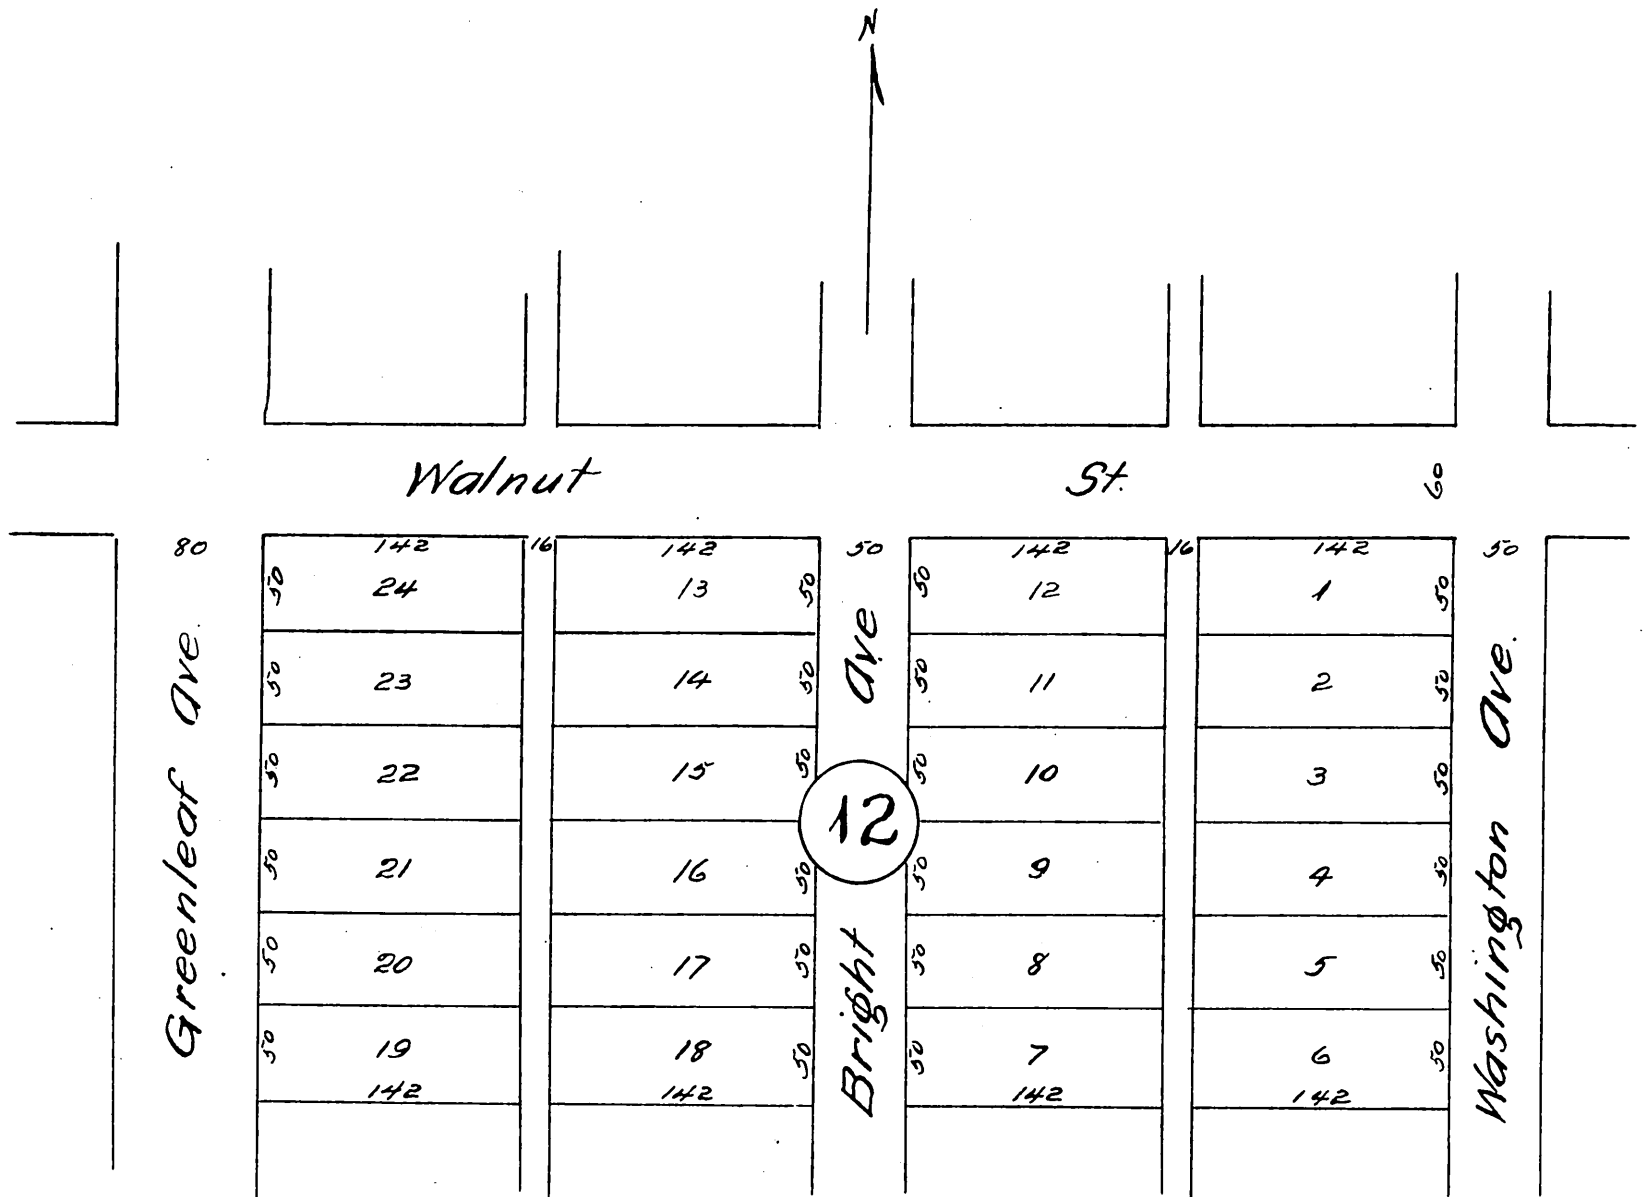 N
Walnut St. 60
80 142 16 142 50 142 16 142 50
50 24 13 50 50 12 1 50
50 23 14 50 50 11 2 50
50 22 15 50 50 10 3 50
12
50 21 16 50 50 9 4 50
50 20 17 50 50 8 5 50
50 19 18 50 50 7 6 50
142 142 142 142
Greenleaf Ave.
Bright Ave
Washington Ave.